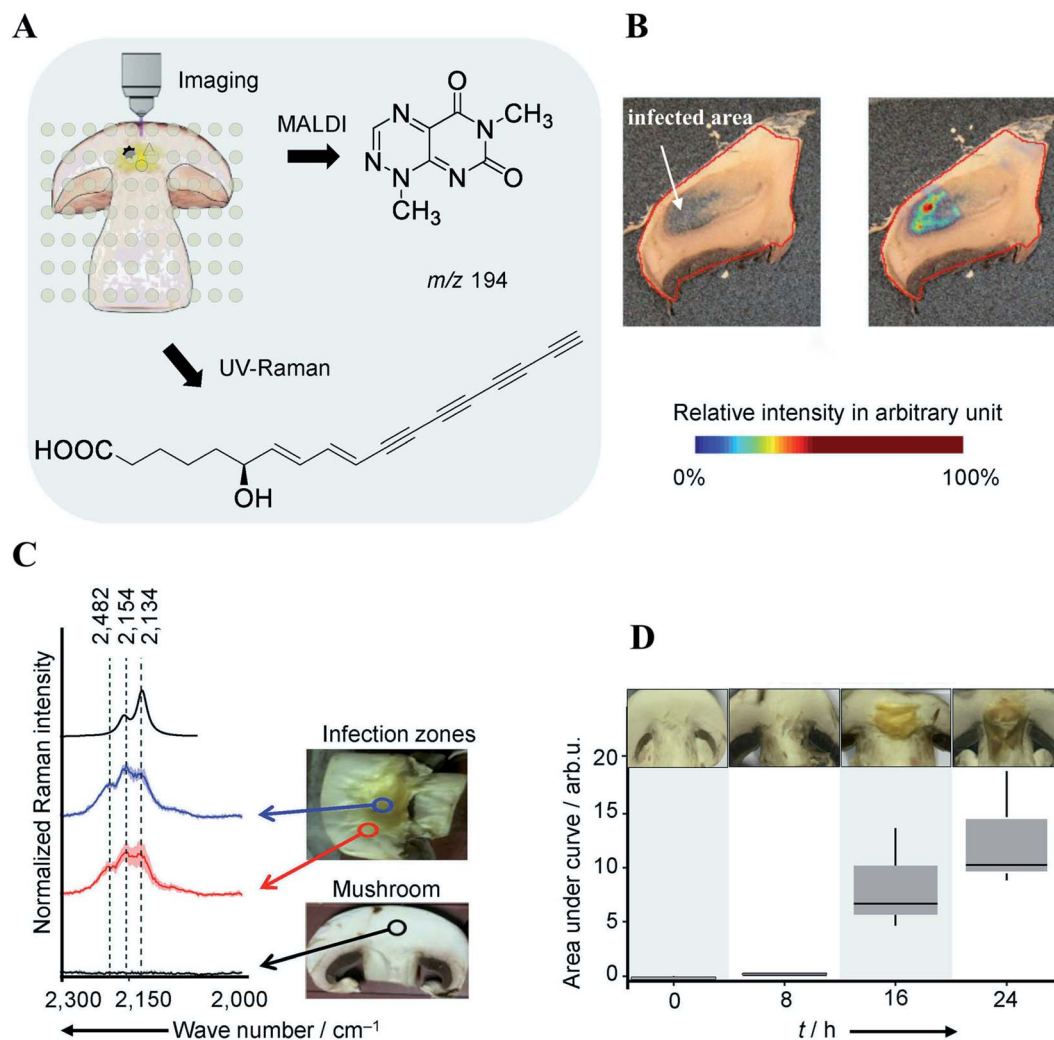 A
Imaging
MALDI
N
N
N
N
CH3
O
N
N
O
CH3
m/z 194
UV-Raman
HOOC
OH
B
infected area
Relative intensity in arbitrary unit
0%
100%
C
2,482
2,154
2,134
Normalized Raman intensity
Infection zones
Mushroom
2,300
2,150
2,000
Wave number / cm–1
D
Area under curve / arb.u.
20
15
10
5
0
0
8
16
24
t / h